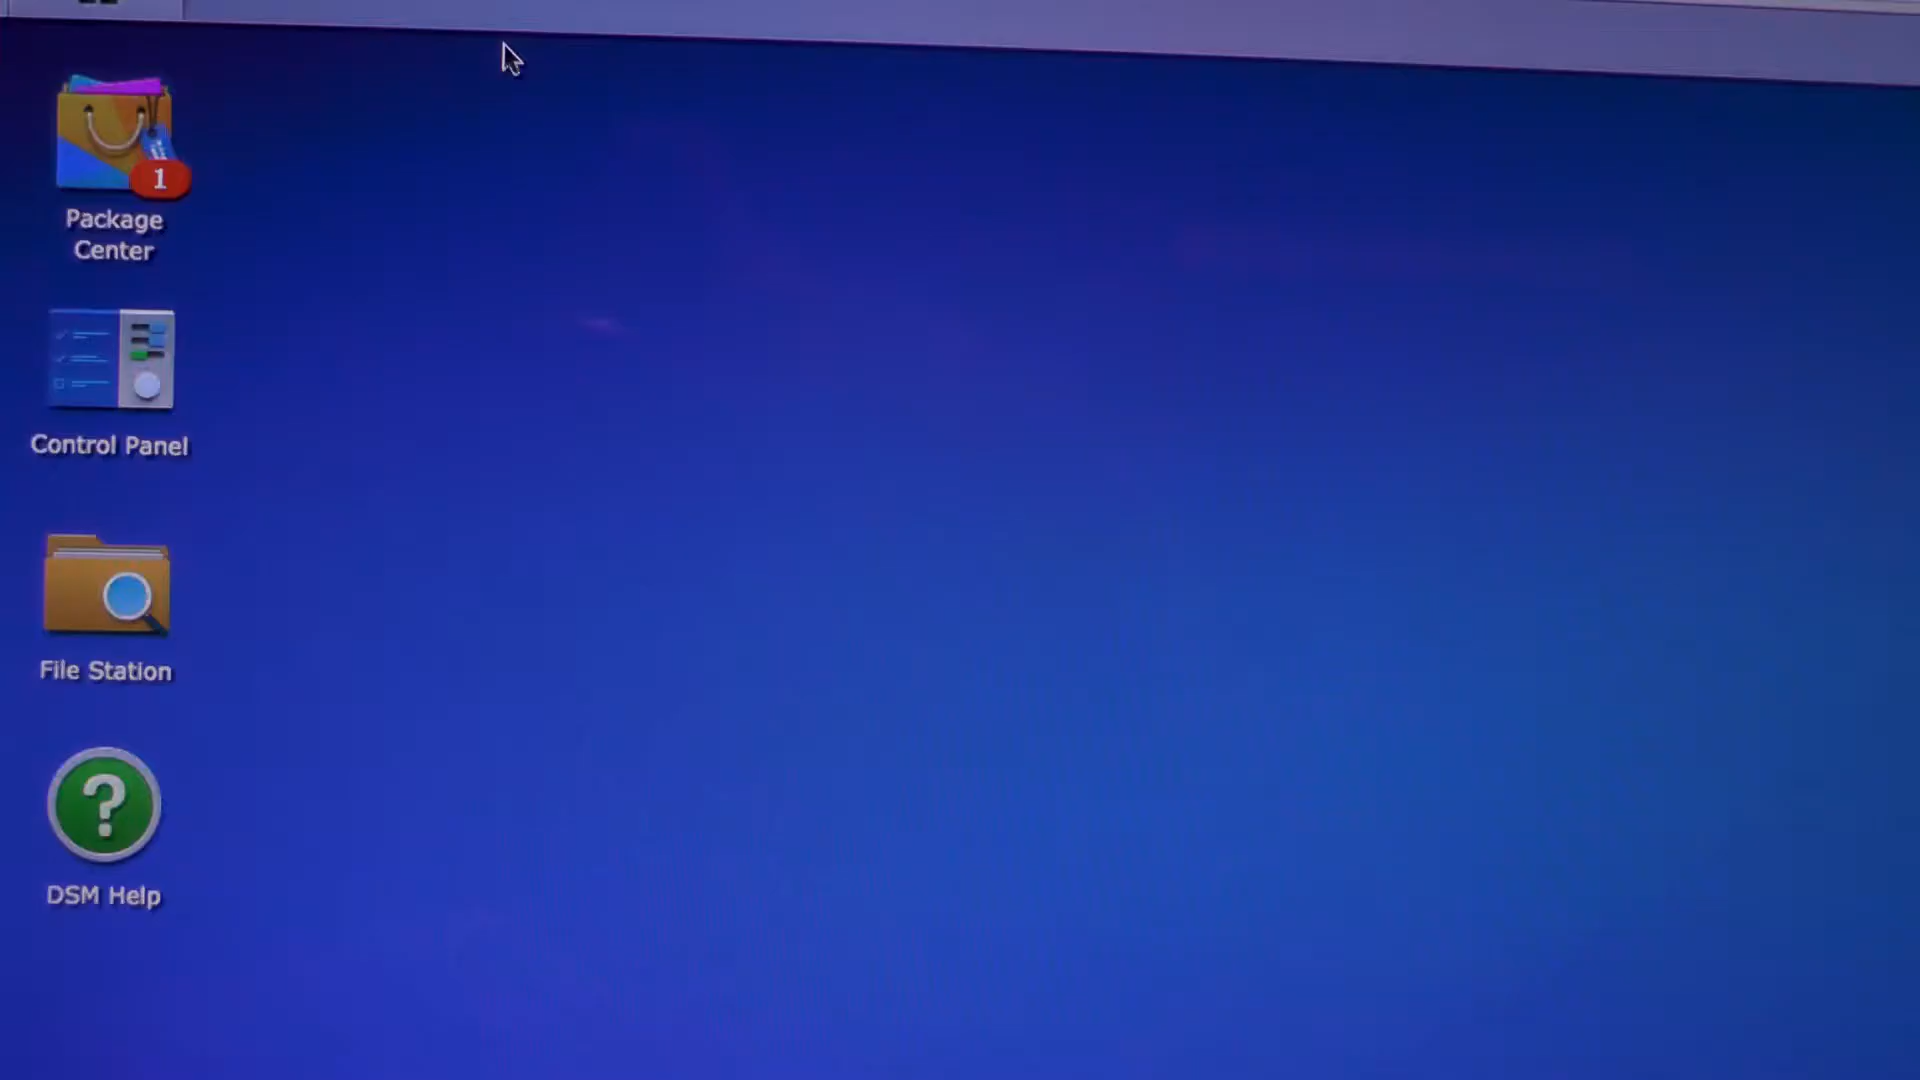 1
Package
Center
Control Panel
File Station
DSM Help